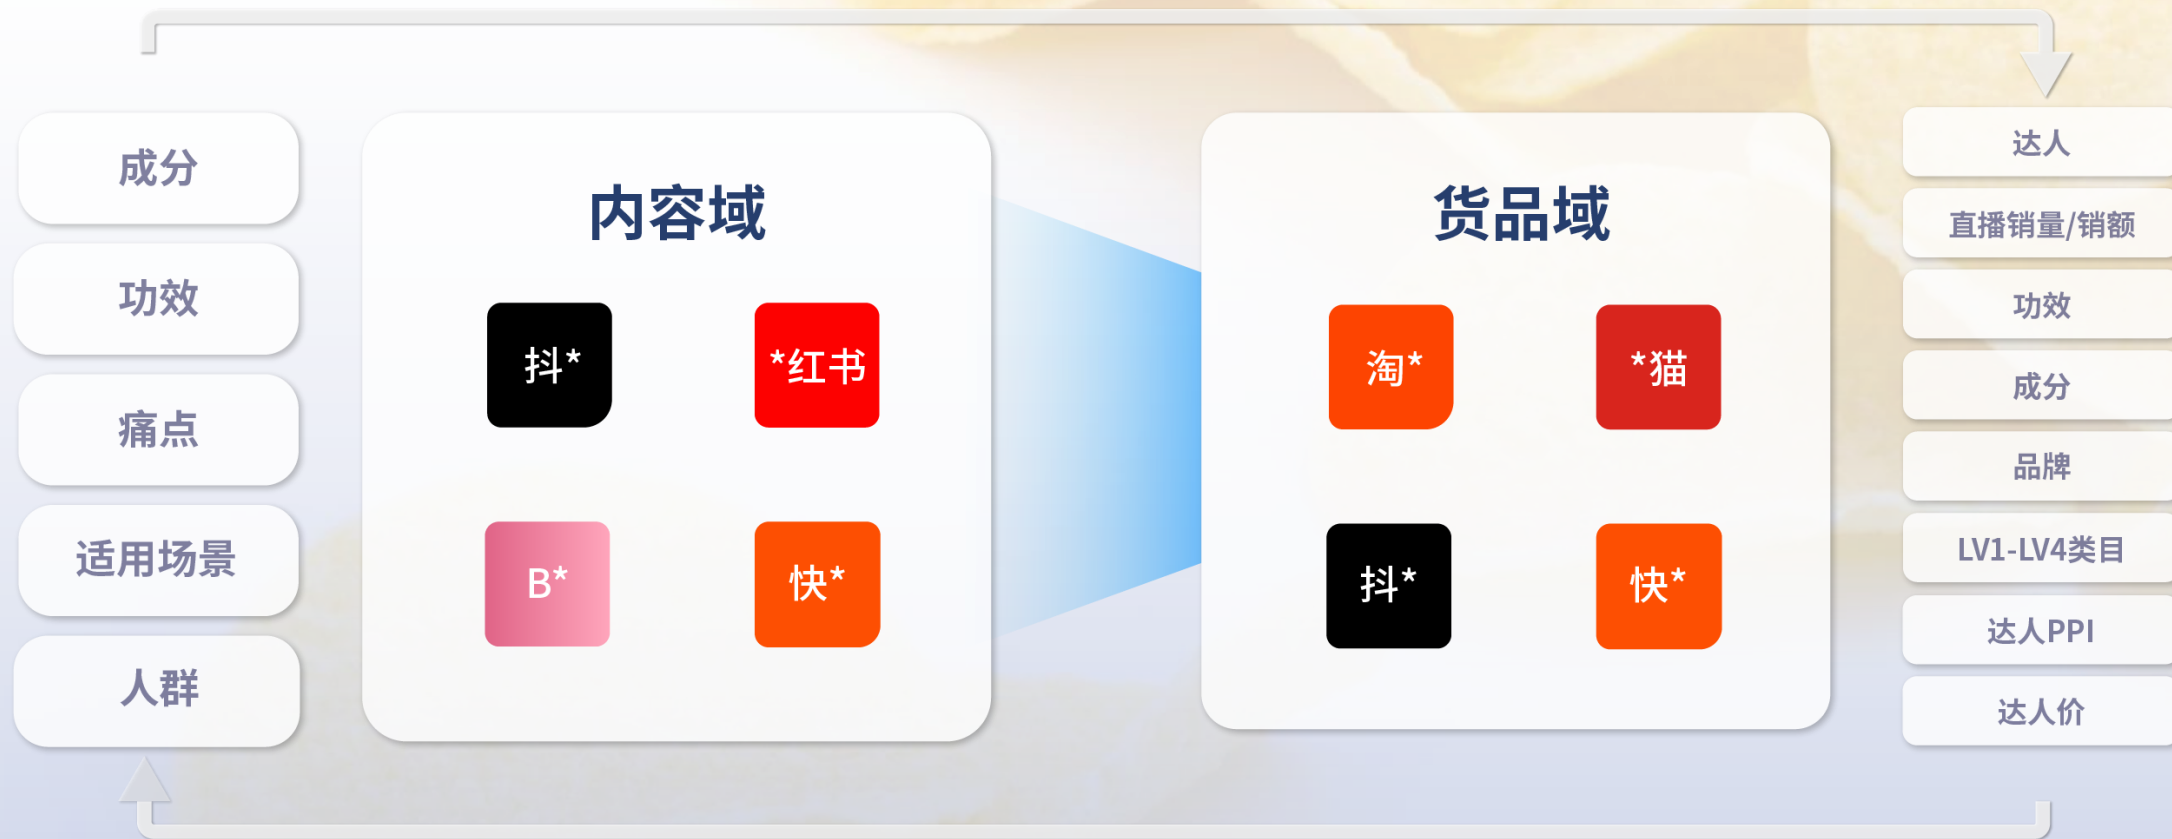 成分
功效
痛点
适用场景
人群
内容域
抖*
*红书
B*
快*
货品域
淘*
*猫
抖*
快*
达人
直播销量/销额
功效
成分
品牌
LV1-LV4类目
达人PPI
达人价